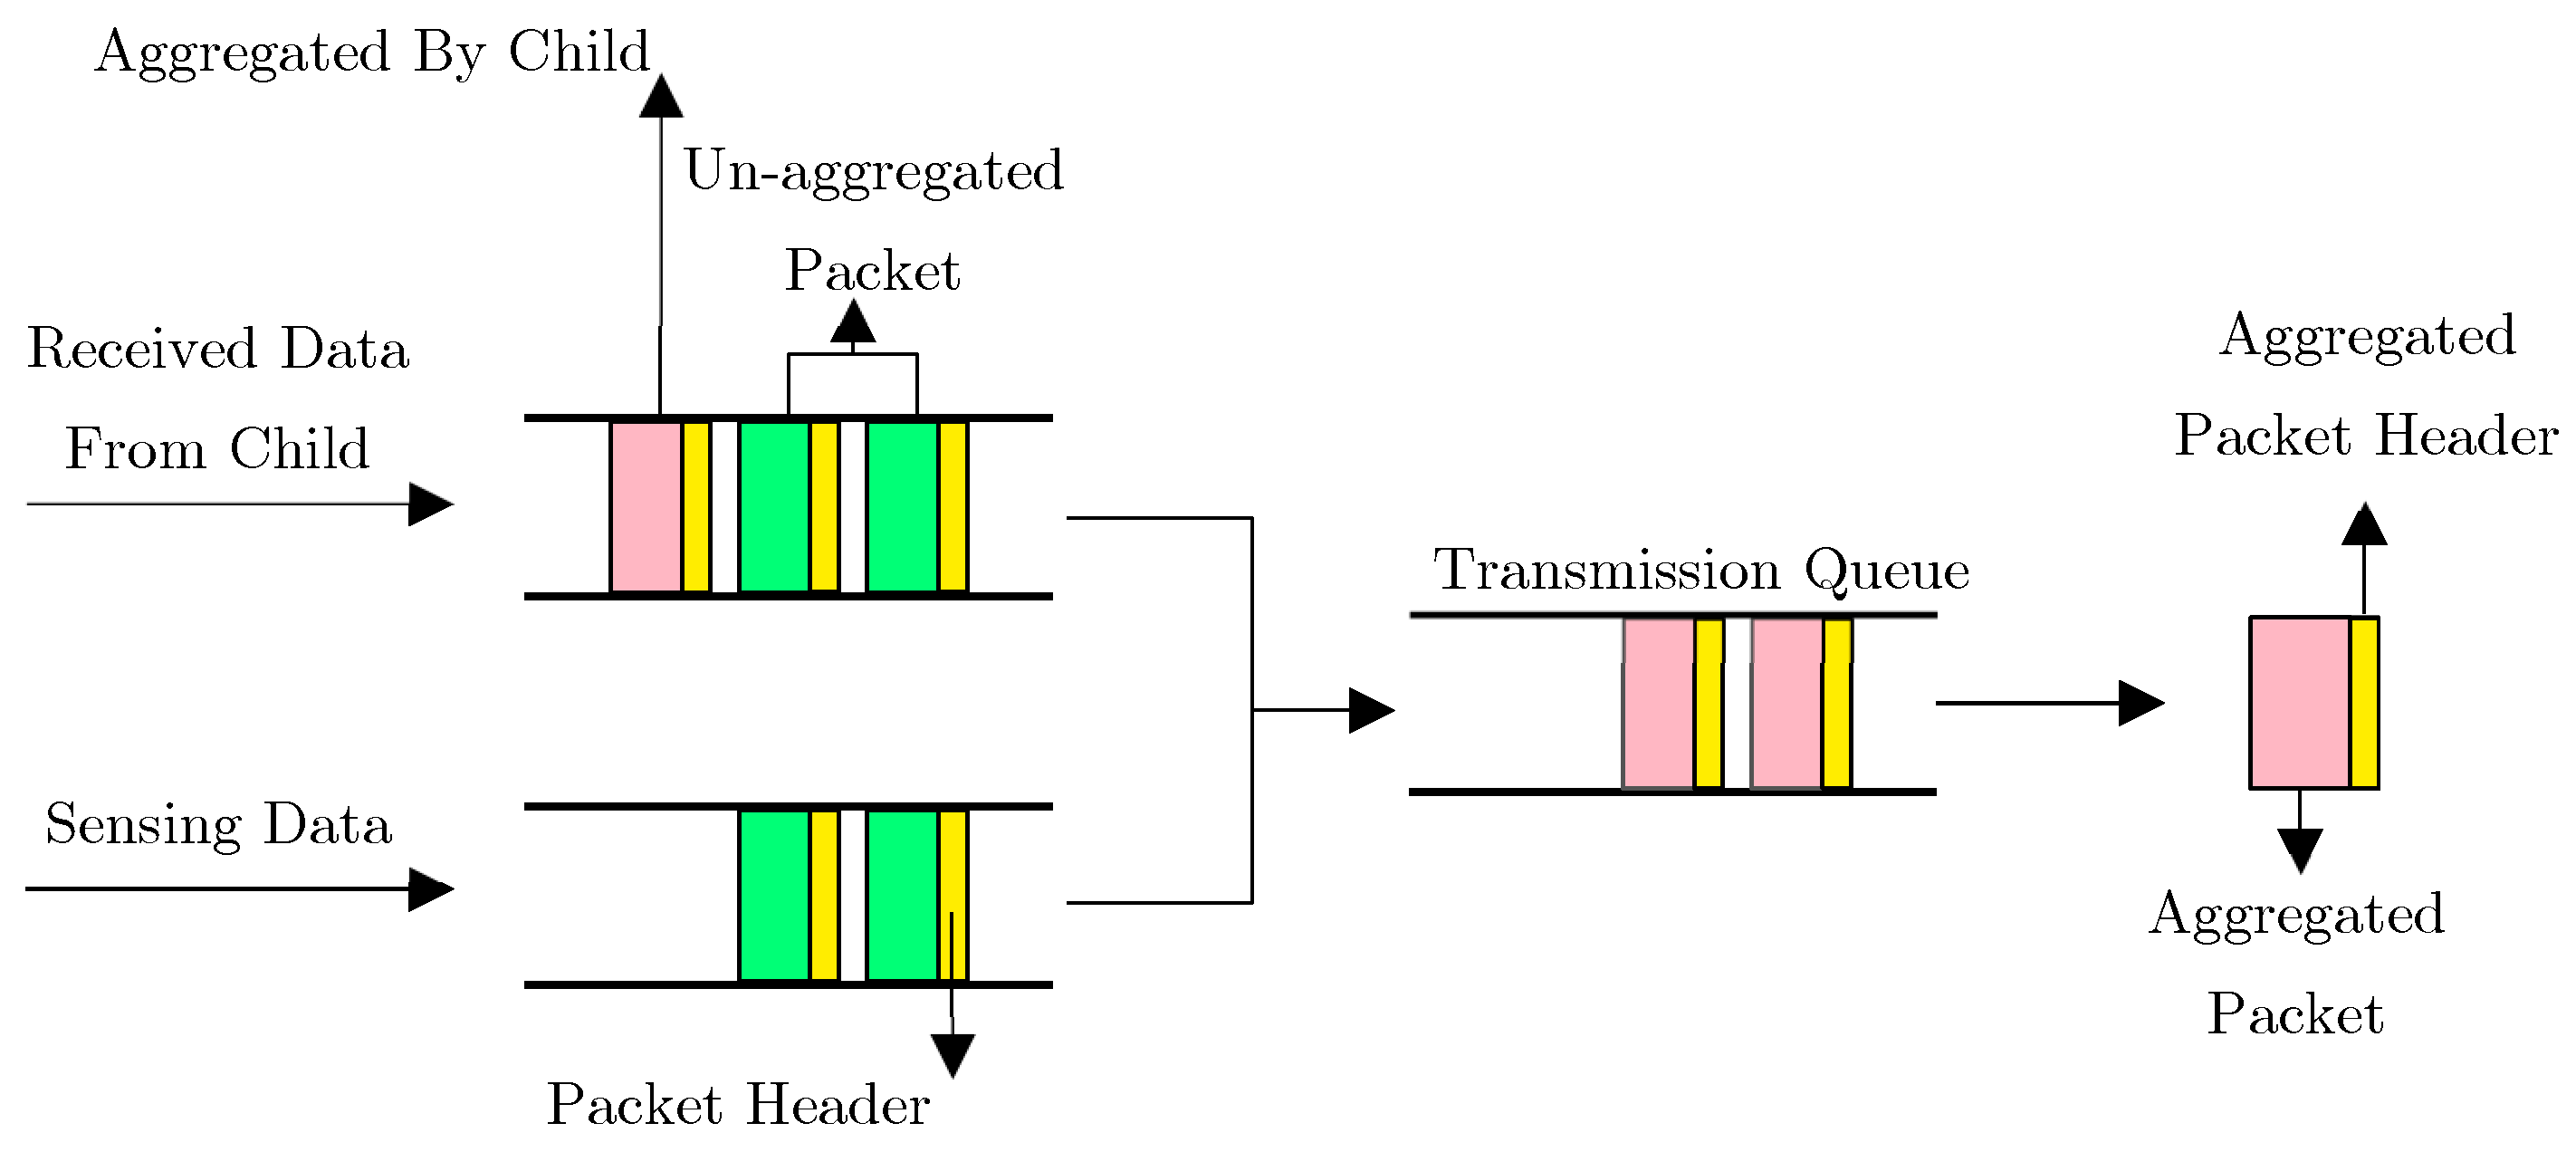 Aggregated By Child
Un-aggregated
Packet
Received Data
From Child
Sensing Data
Packet Header
Transmission Queue
Aggregated
Packet Header
Aggregated
Packet